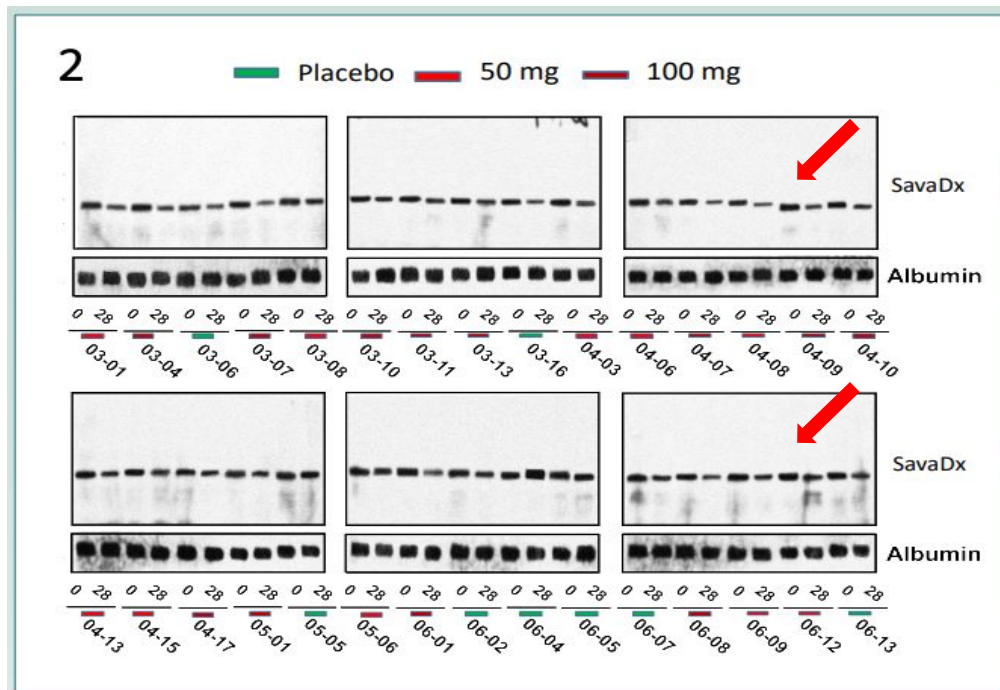 2
Placebo 50 mg 100 mg
SavaDx
Albumin
0 28 0 28 0 28 0 28 0 28 0 28 0 28 0 28 0 28 0 28 0 28 0 28 0 28 0 28 0 28
03-01 03-04 03-06 03-07 03-08 03-10 03-11 03-13 03-16 04-03 04-06 04-07 04-08 04-09 04-10
SavaDx
Albumin
0 28 0 28 0 28 0 28 0 28 0 28 0 28 0 28 0 28 0 28 0 28 0 28 0 28 0 28 0 28
04-13 04-15 04-17 05-01 05-05 05-06 06-01 06-02 06-04 06-05 06-07 06-08 06-09 06-12 06-13